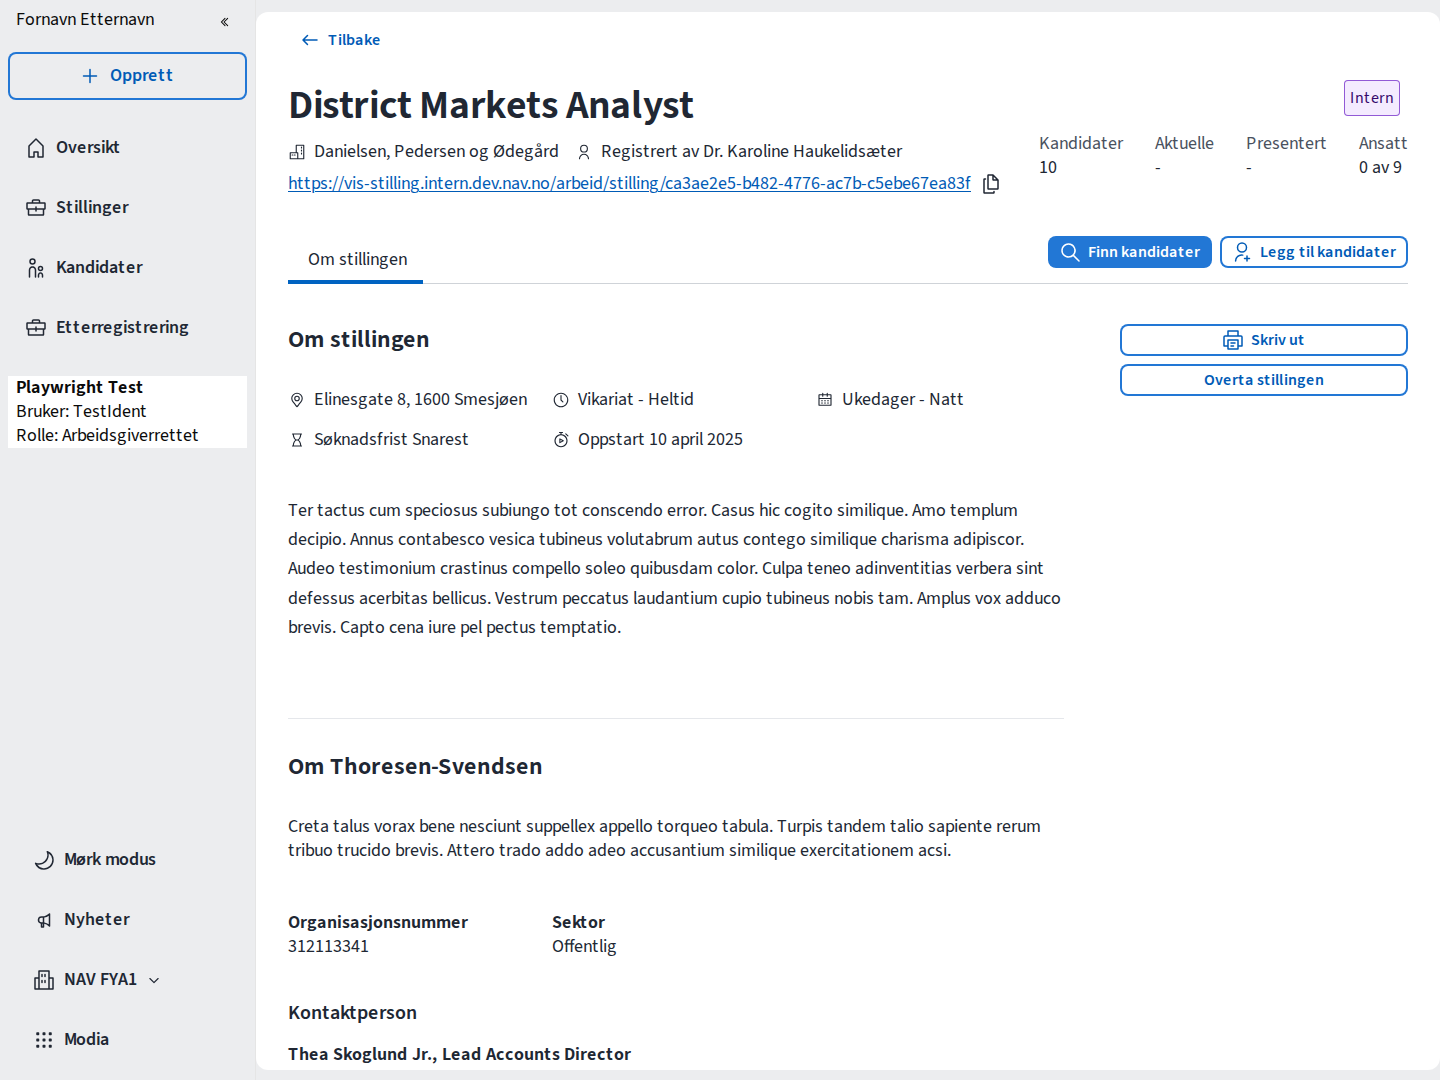 Fornavn Etternavn
Opprett
Oversikt
Stillinger
Kandidater
Etterregistrering
Playwright Test
Bruker: TestIdent
Rolle: Arbeidsgiverrettet
Mørk modus
Nyheter
NAV FYA1
Modia
Tilbake
District Markets Analyst
Intern
Danielsen, Pedersen og Ødegård Registrert av Dr. Karoline Haukelidsæter
https://vis-stilling.intern.dev.nav.no/arbeid/stilling/ca3ae2e5-b482-4776-ac7b-c5ebe67ea83f
Kandidater Aktuelle Presentert Ansatt
10 - - 0 av 9
Om stillingen
Finn kandidater
Legg til kandidater
Om stillingen
Skriv ut
Overta stillingen
Elinesgate 8, 1600 Smesjøen Vikariat - Heltid Ukedager - Natt
Søknadsfrist Snarest Oppstart 10 april 2025
Ter tactus cum speciosus subiungo tot conscendo error. Casus hic cogito similique. Amo templum
decipio. Annus contabesco vesica tubineus volutabrum autus contego similique charisma adipiscor.
Audeo testimonium crastinus compello soleo quibusdam color. Culpa teneo adinventitias verbera sint
defessus acerbitas bellicus. Vestrum peccatus laudantium cupio tubineus nobis tam. Amplus vox adduco
brevis. Capto cena iure pel pectus temptatio.
Om Thoresen-Svendsen
Creta talus vorax bene nesciunt suppellex appello torqueo tabula. Turpis tandem talio sapiente rerum
tribuo trucido brevis. Attero trado addo adeo accusantium similique exercitationem acsi.
Organisasjonsnummer Sektor
312113341 Offentlig
Kontaktperson
Thea Skoglund Jr., Lead Accounts Director